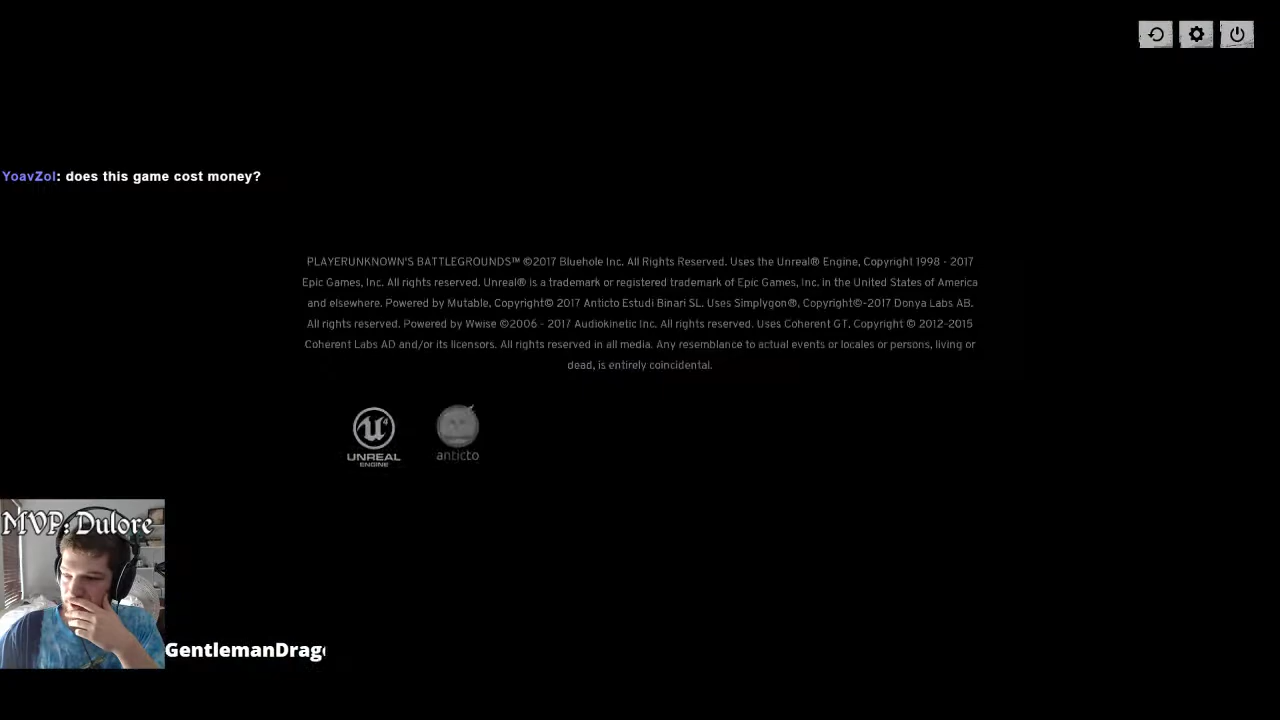 YoavZol: does this game cost money?
PLAYERUNKNOWN'S BATTLEGROUNDS™ ©2017 Bluehole Inc. All Rights Reserved. Uses the Unreal® Engine, Copyright 1998 - 2017
Epic Games, Inc. All rights reserved. Unreal® is a trademark or registered trademark of Epic Games, Inc. in the United States of America
and elsewhere. Powered by Mutable, Copyright© 2017 Anticto Estudi Binari SL. Uses Simplygon®, Copyright©-2017 Donya Labs AB.
All rights reserved. Powered by Wwise ©2006 - 2017 Audiokinetic Inc. All rights reserved. Uses Coherent GT, Copyright © 2012-2015
Coherent Labs AD and/or its licensors. All rights reserved in all media. Any resemblance to actual events or locales or persons, living or
dead, is entirely coincidental.
UNREAL
ENGINE
anticto
MVP: Dulore
GentlemanDrag